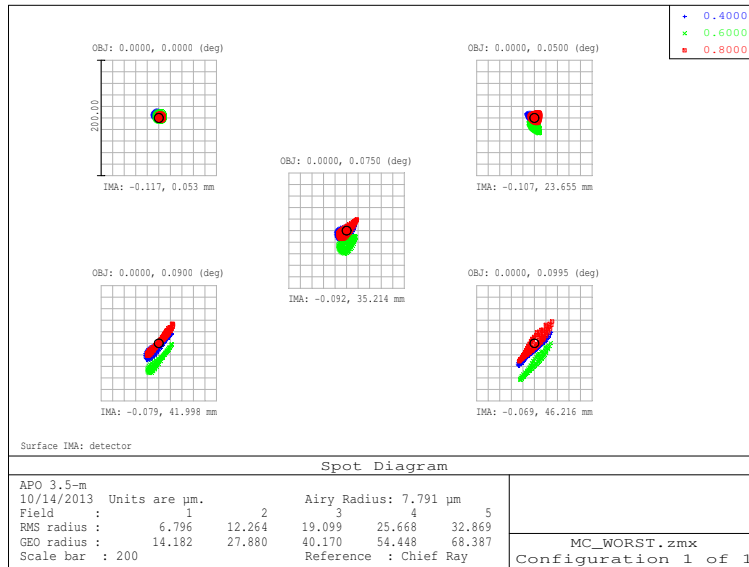 + 0.4000
× 0.6000
0.8000
OBJ: 0.0000, 0.0000 (deg)
200.00
IMA: -0.117, 0.053 mm
OBJ: 0.0000, 0.0500 (deg)
IMA: -0.107, 23.655 mm
OBJ: 0.0000, 0.0750 (deg)
IMA: -0.092, 35.214 mm
OBJ: 0.0000, 0.0900 (deg)
IMA: -0.079, 41.998 mm
OBJ: 0.0000, 0.0995 (deg)
IMA: -0.069, 46.216 mm
Surface IMA: detector
Spot Diagram
APO 3.5-m
10/14/2013 Units are µm. Airy Radius: 7.791 µm
Field : 1 2 3 4 5
RMS radius : 6.796 12.264 19.099 25.668 32.869
GEO radius : 14.182 27.880 40.170 54.448 68.387
Scale bar : 200 Reference : Chief Ray
MC_WORST.zmx
Configuration 1 of 1